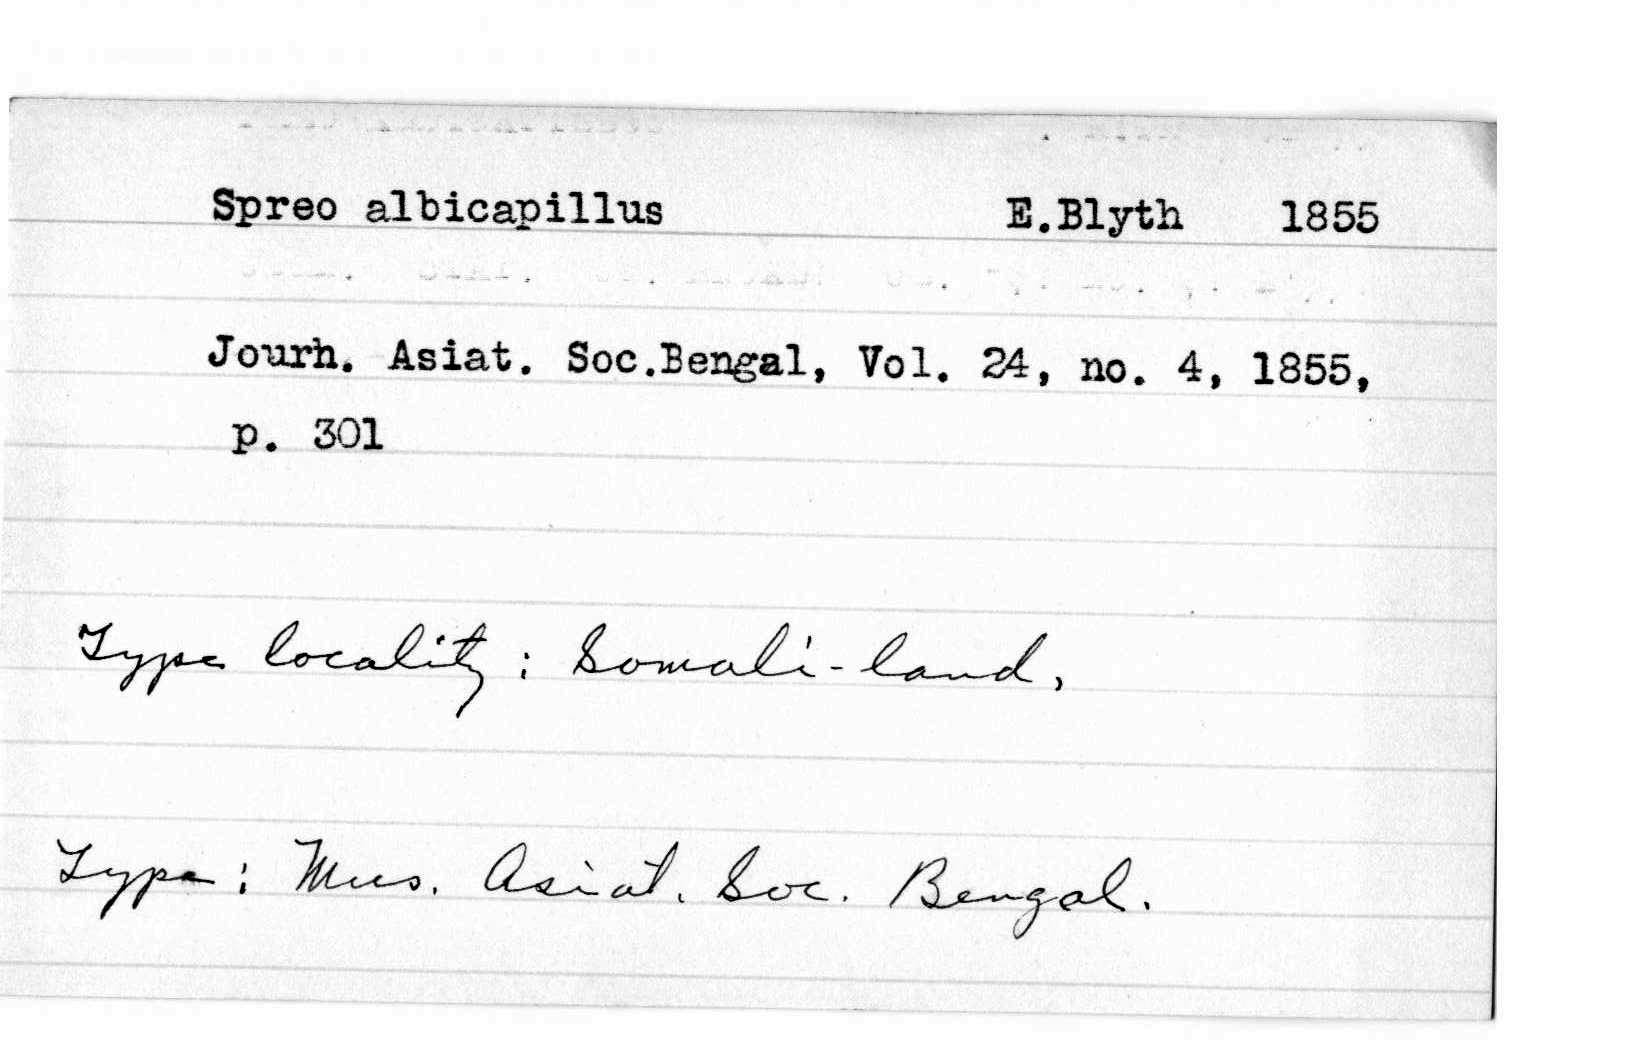 Spreo albicapillus E.Blyth 1855
Jourh. Asiat. Soc.Bengal, Vol. 24, no. 4, 1855,
p. 301
Type locality: Somali-land,
Type: Mus. Asiat. Soc. Bengal.